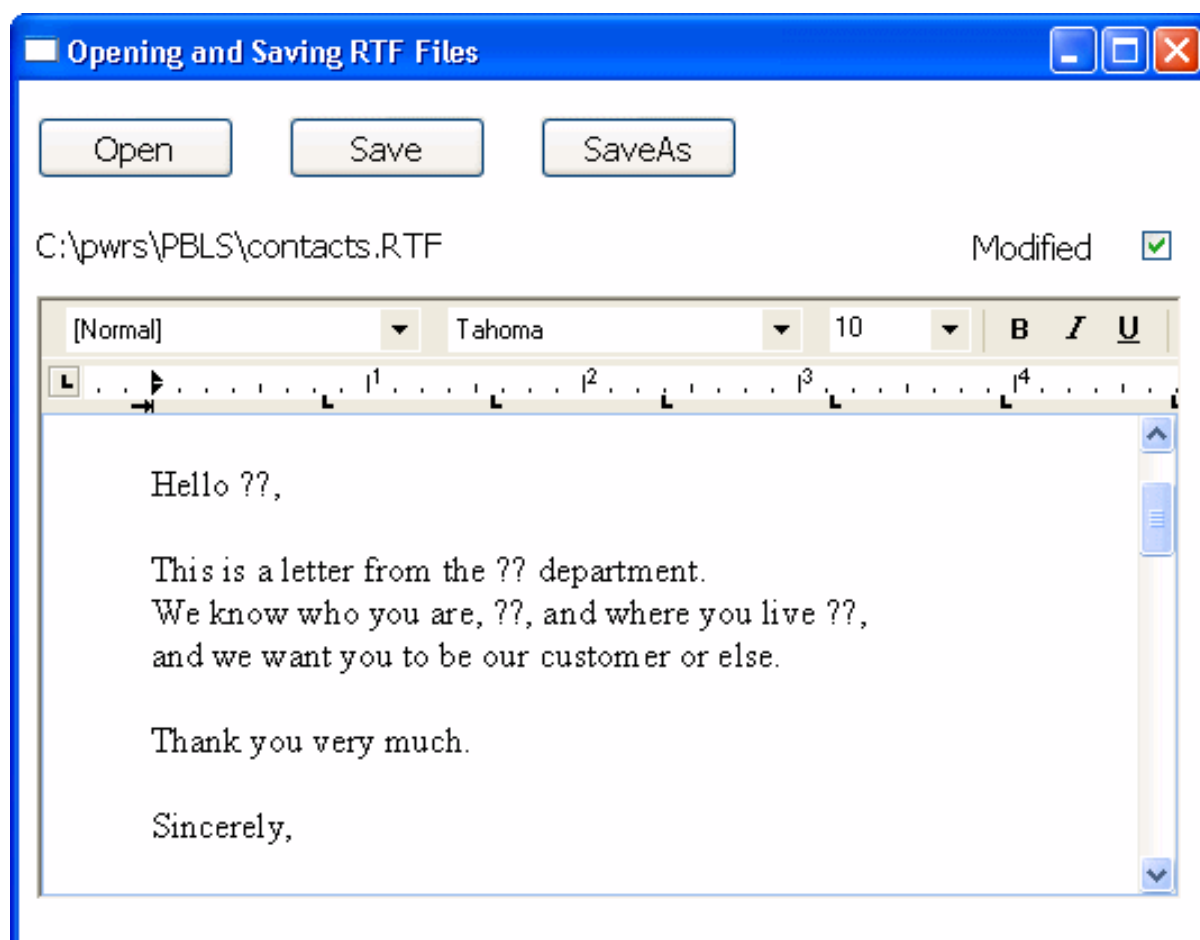 Opening and Saving RTF Files
Open Save SaveAs
C:\pwrs\PBLS\contacts.RTF Modified
[Normal] Tahoma 10 B I U
1 2 3 4
Hello ??,
This is a letter from the ?? department.
We know who you are, ??, and where you live ??,
and we want you to be our customer or else.
Thank you very much.
Sincerely,